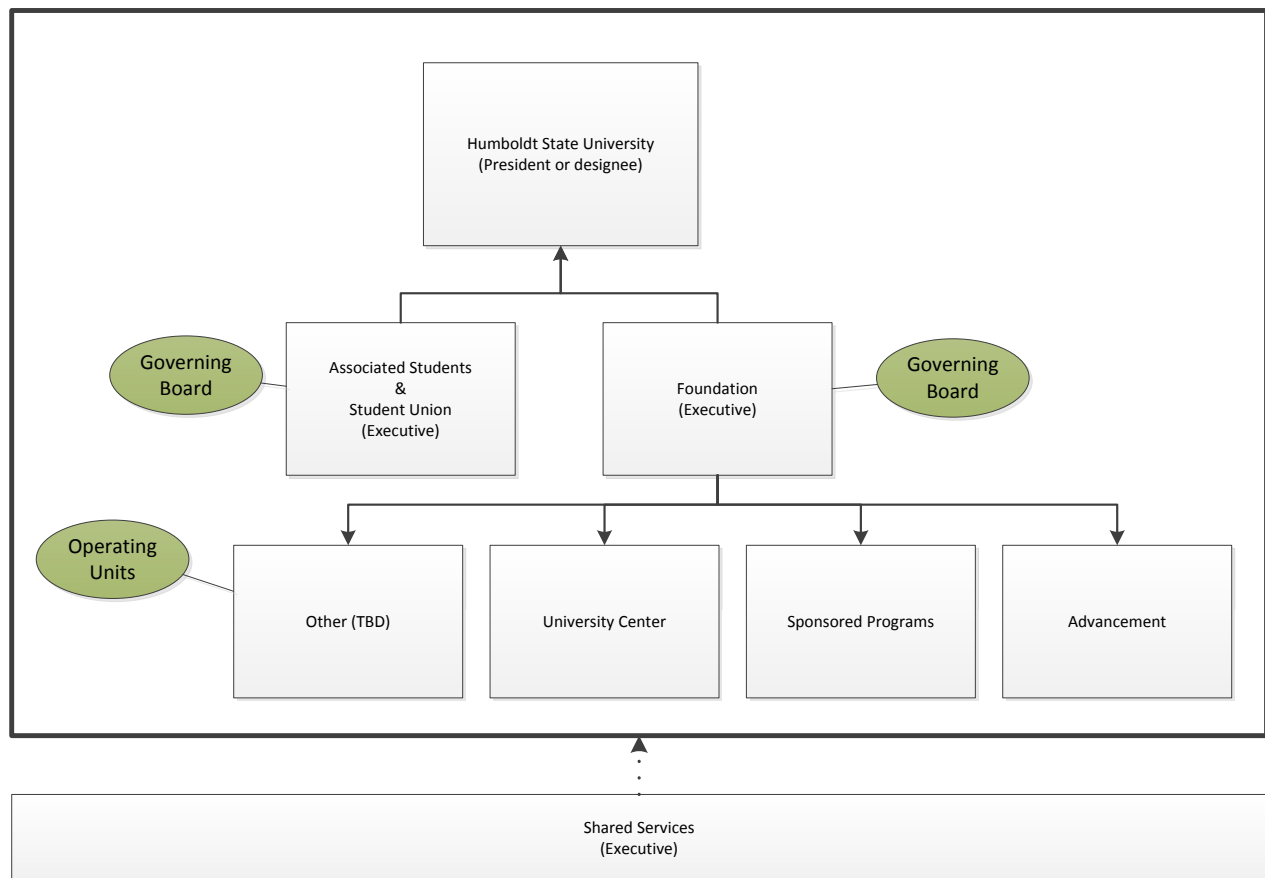 Humboldt State University
(President or designee)
Governing
Board
Associated Students
&
Student Union
(Executive)
Foundation
(Executive)
Governing
Board
Operating
Units
Other (TBD)
University Center
Sponsored Programs
Advancement
Shared Services
(Executive)